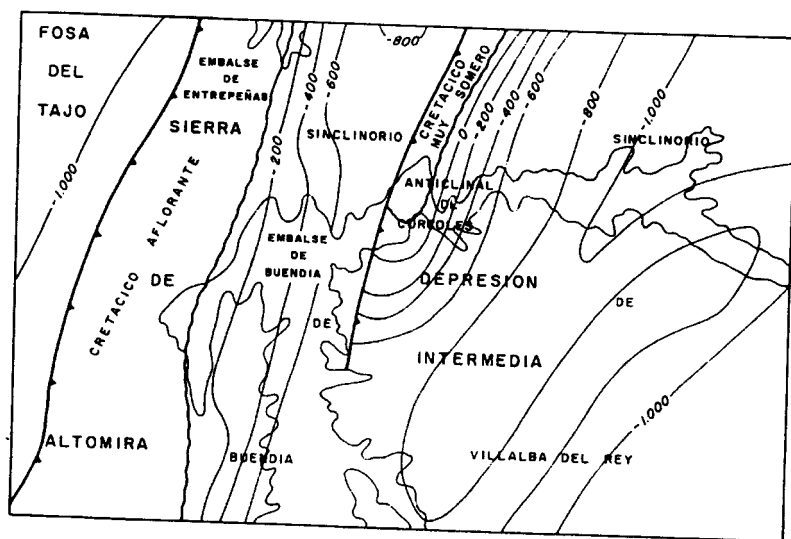 FOSA
DEL
TAJO
-1.000
EMBALSE
DE
ENTREPEÑAS
SIERRA
CRETACICO AFLORANTE
DE
ALTOMIRA
-200
-400
-600
-800
SINCLINORIO
EMBALSE
DE
BUENDIA
DE
BUENDIA
CRETACICO
MUY SOMERO
0
-200
-400
-600
-800
-1.000
SINCLINORIO
ANTICLINAL
DE
CORCOLES
DEPRESION
DE
INTERMEDIA
VILLALBA DEL REY
-1.000